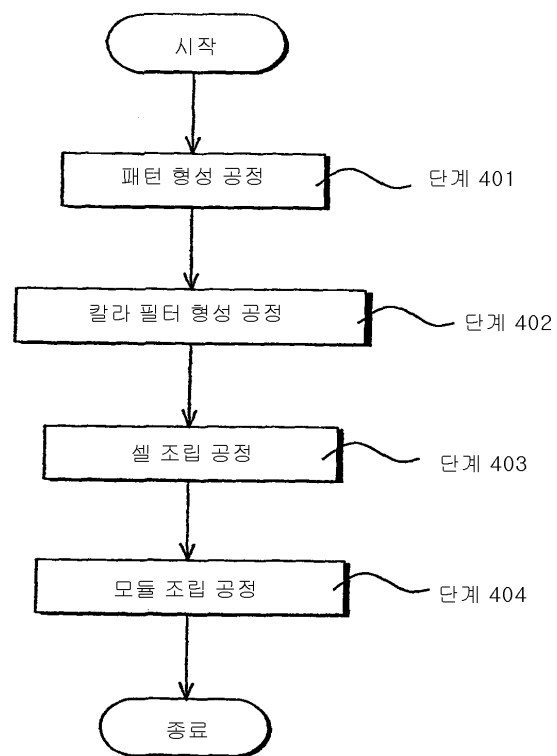 시작
패턴 형성 공정
단계 401
칼라 필터 형성 공정
단계 402
셀 조립 공정
단계 403
모듈 조립 공정
단계 404
종료